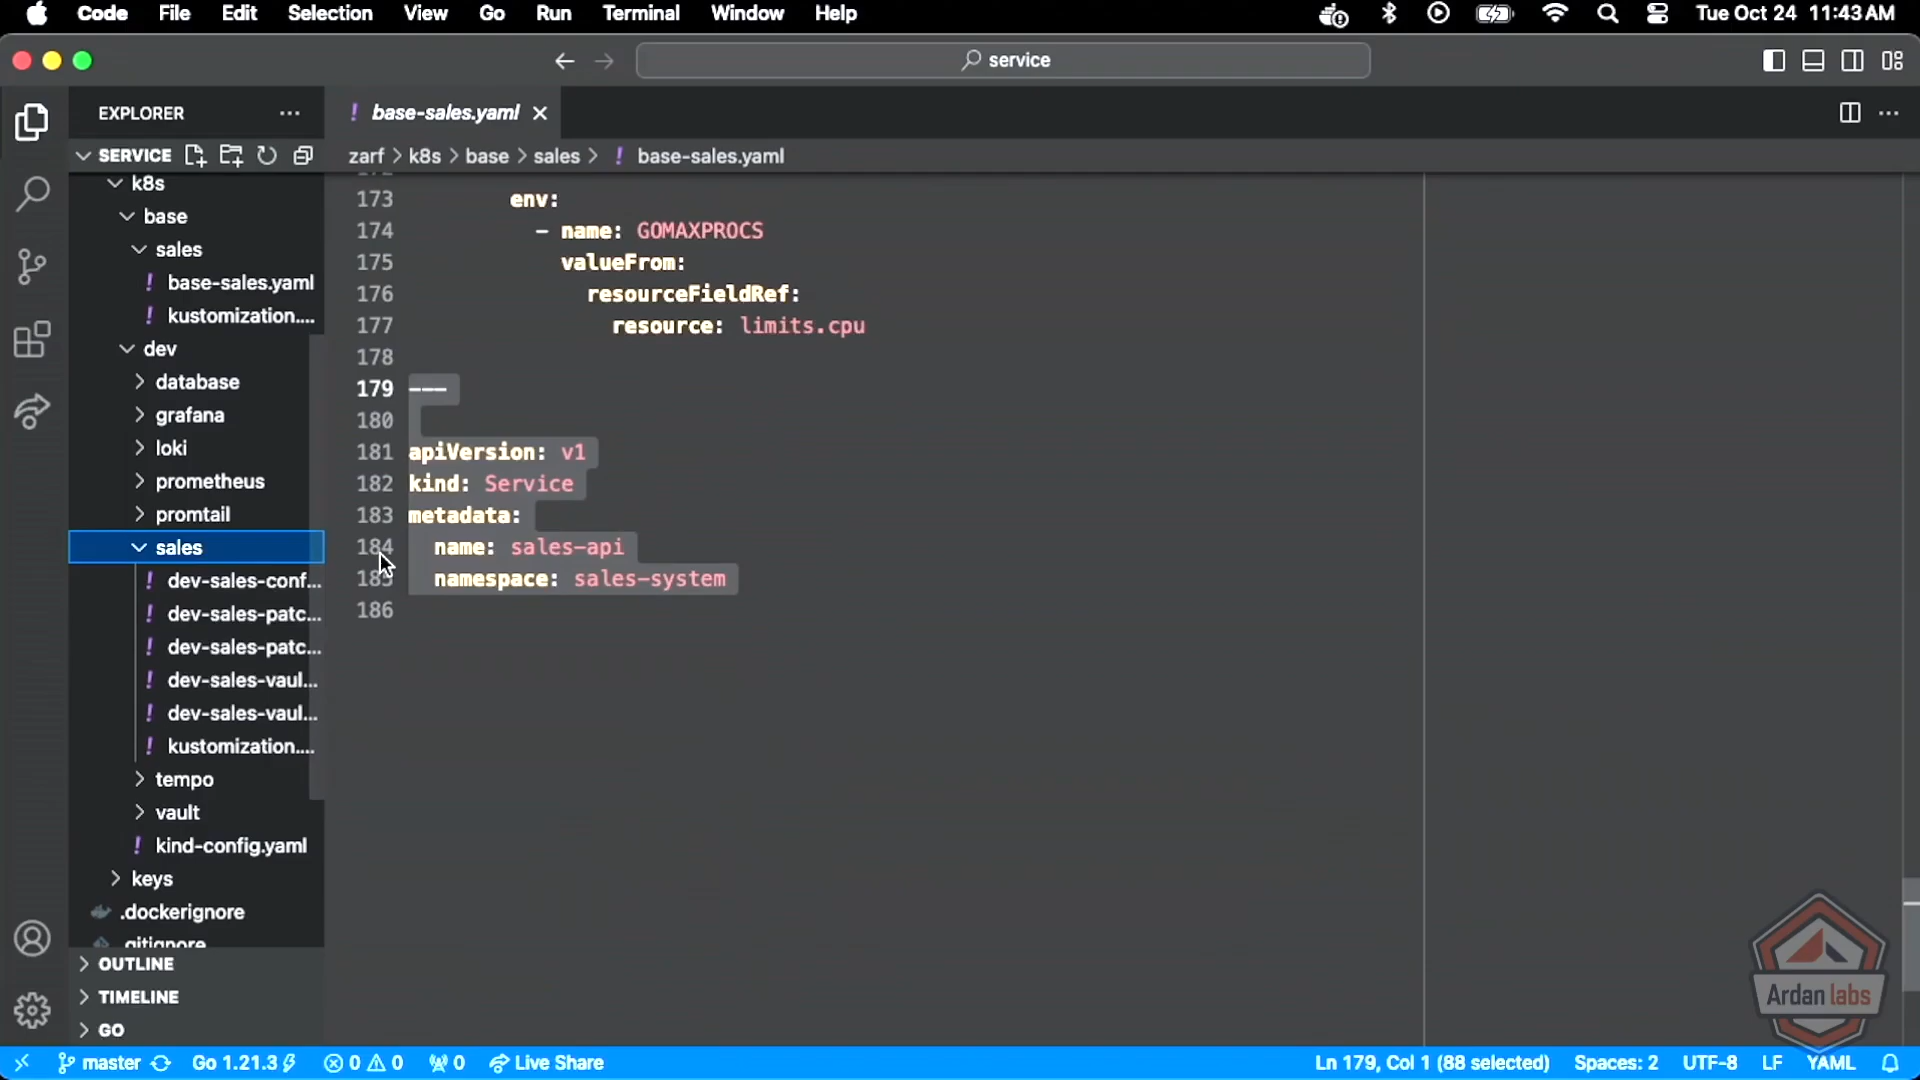 Code File Edit Selection View Go Run Terminal Window Help Tue Oct 24 11:43 AM
service
EXPLORER
SERVICE
k8s
base
sales
base-sales.yaml
kustomization....
dev
database
grafana
loki
prometheus
promtail
sales
dev-sales-conf...
dev-sales-patc...
dev-sales-patc...
dev-sales-vaul...
dev-sales-vaul...
kustomization....
tempo
vault
kind-config.yaml
keys
.dockerignore
.gitignore
OUTLINE
TIMELINE
GO
base-sales.yaml
zarf > k8s > base > sales > ! base-sales.yaml
173 env:
174 - name: GOMAXPROCS
175 valueFrom:
176 resourceFieldRef:
177 resource: limits.cpu
178
179 ---
180
181 apiVersion: v1
182 kind: Service
183 metadata:
184 name: sales-api
185 namespace: sales-system
186
Ardan labs
master Go 1.21.3 0 0 0 Live Share Ln 179, Col 1 (88 selected) Spaces: 2 UTF-8 LF YAML